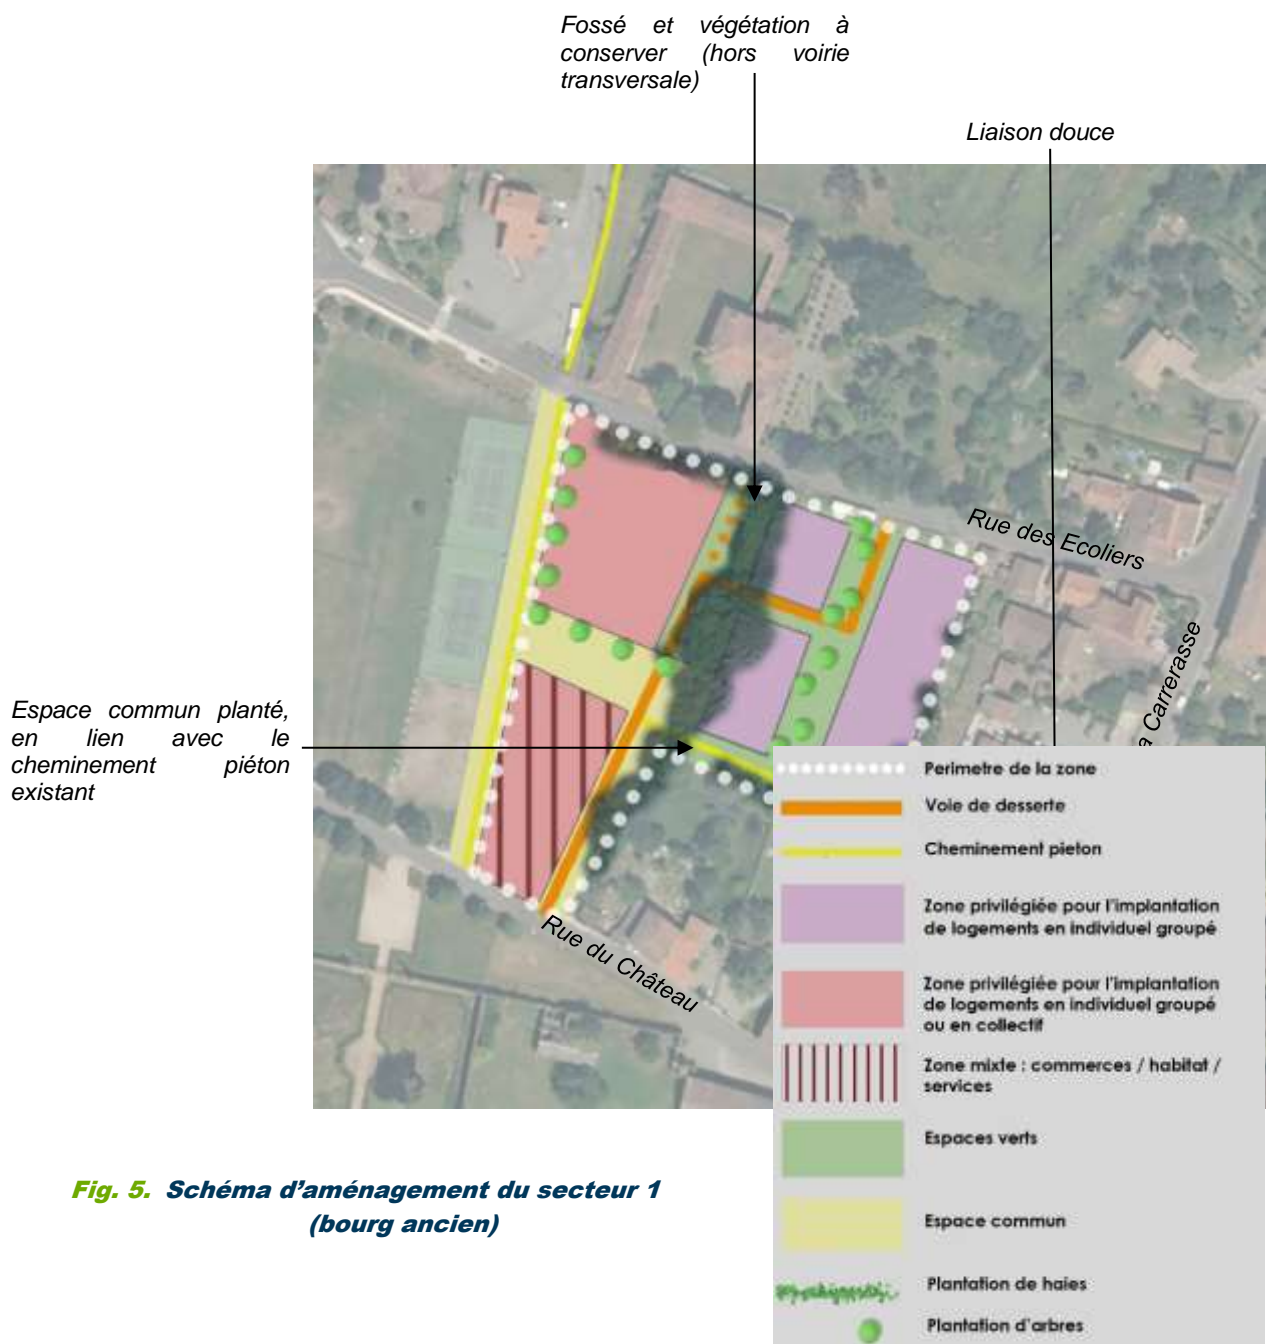 Fossé et végétation à
conserver (hors voirie
transversale)
Liaison douce
Rue des Ecoliers
a Carrerasse
Espace commun planté,
en lien avec le
cheminement piéton
existant
Rue du Château
Perimetre de la zone
Voie de desserte
Cheminement pieton
Zone privilégiée pour l'implantation
de logements en individuel groupé
Zone privilégiée pour l'implantation
de logements en individuel groupé
ou en collectif
Zone mixte : commerces / habitat /
services
Espaces verts
Espace commun
Plantation de haies
Plantation d'arbres
Fig. 5. Schéma d'aménagement du secteur 1
(bourg ancien)